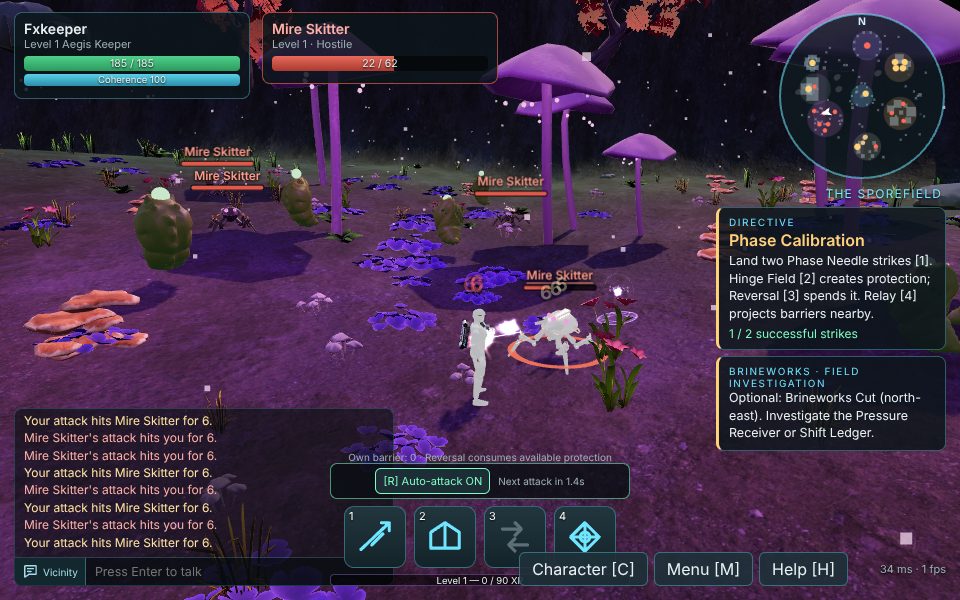 Fxkeeper
Level 1 Aegis Keeper
185 / 185
Coherence 100
Mire Skitter
Level 1 · Hostile
22 / 62
N
THE SPOREFIELD
Mire Skitter
Mire Skitter
Mire Skitter
Mire Skitter
DIRECTIVE
Phase Calibration
Land two Phase Needle strikes [1].
Hinge Field [2] creates protection;
Reversal [3] spends it. Relay [4]
projects barriers nearby.
1 / 2 successful strikes
BRINEWORKS · FIELD
INVESTIGATION
Optional: Brineworks Cut (north-
east). Investigate the Pressure
Receiver or Shift Ledger.
Your attack hits Mire Skitter for 6.
Mire Skitter's attack hits you for 6.
Mire Skitter's attack hits you for 6.
Your attack hits Mire Skitter for 6.
Mire Skitter's attack hits you for 6.
Your attack hits Mire Skitter for 6.
Mire Skitter's attack hits you for 6.
Your attack hits Mire Skitter for 6.
Vicinity
Press Enter to talk
Own barrier: 0 · Reversal consumes available protection
[R] Auto-attack ON
Next attack in 1.4s
1
2
3
4
Level 1 — 0 / 90 XP
Character [C]
Menu [M]
Help [H]
34 ms · 1 fps